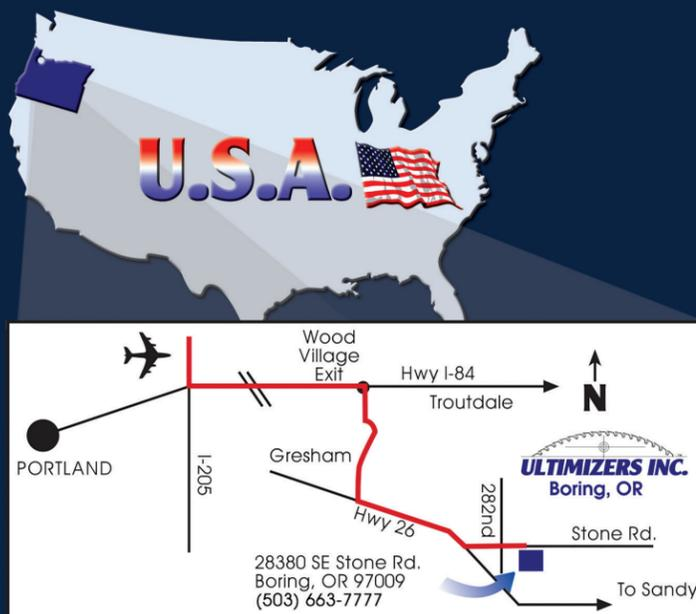 U.S.A.
Wood
Village
Exit
Hwy I-84
Troutdale
N
PORTLAND
I-205
Gresham
Hwy 26
282nd
ULTIMIZERS INC.
Boring, OR
Stone Rd.
28380 SE Stone Rd.
Boring, OR 97009
(503) 663-7777
To Sandy